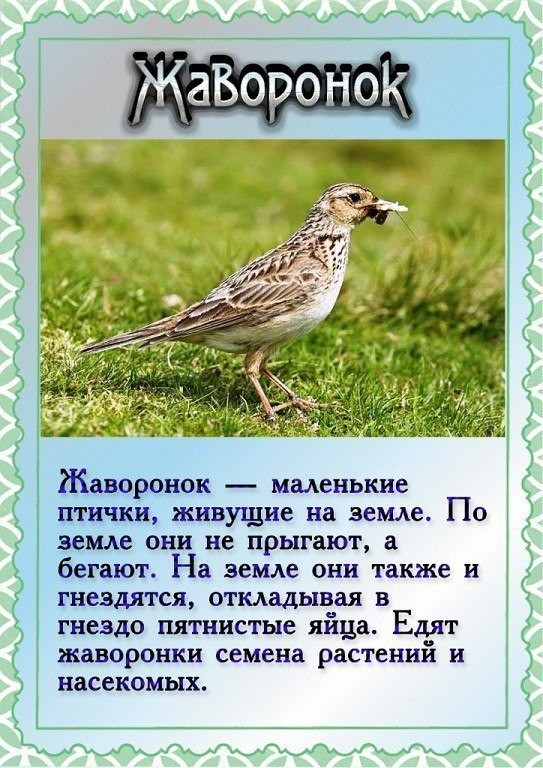 Жаворонок
Жаворонок — маленькие
птички, живущие на земле. По
земле они не прыгают, а
бегают. На земле они также и
гнездятся, откладывая в
гнездо пятнистые яйца. Едят
жаворонки семена растений и
насекомых.